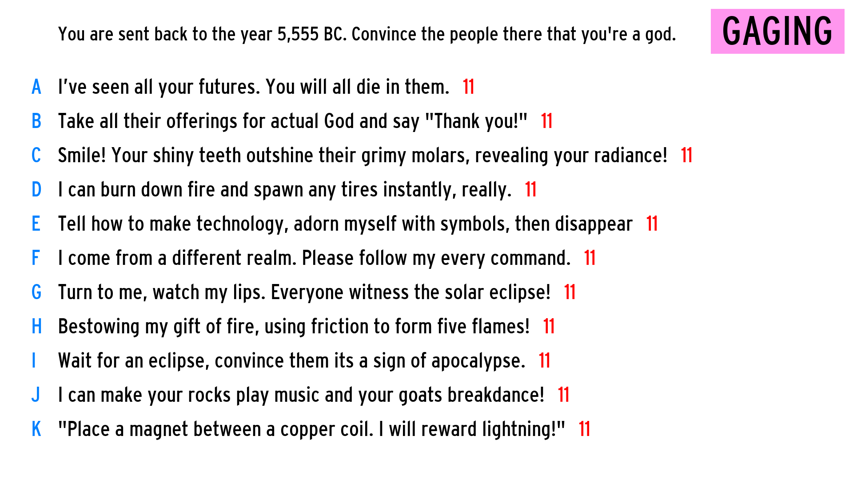 You are sent back to the year 5,555 BC. Convince the people there that you're a god.
GAGING
A I've seen all your futures. You will all die in them. 11
B Take all their offerings for actual God and say "Thank you!" 11
C Smile! Your shiny teeth outshine their grimy molars, revealing your radiance! 11
D I can burn down fire and spawn any tires instantly, really. 11
E Tell how to make technology, adorn myself with symbols, then disappear 11
F I come from a different realm. Please follow my every command. 11
G Turn to me, watch my lips. Everyone witness the solar eclipse! 11
H Bestowing my gift of fire, using friction to form five flames! 11
I Wait for an eclipse, convince them its a sign of apocalypse. 11
J I can make your rocks play music and your goats breakdance! 11
K "Place a magnet between a copper coil. I will reward lightning!" 11